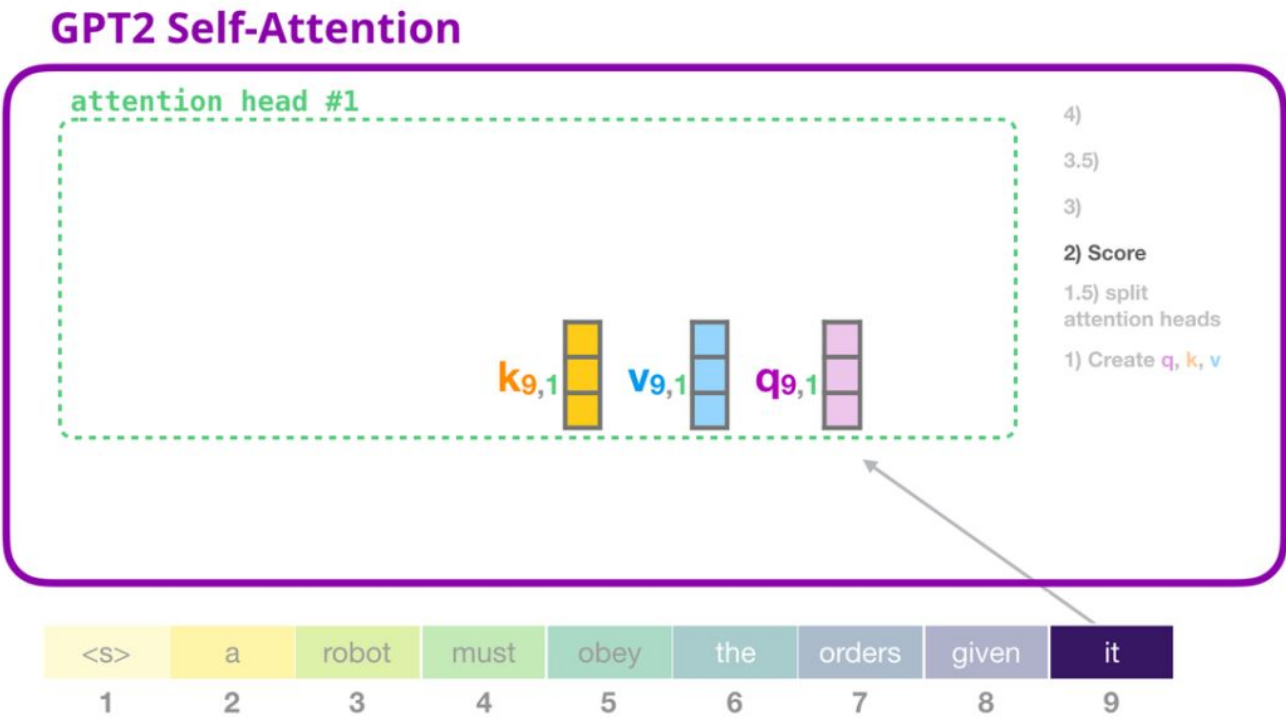 GPT2 Self-Attention
attention head #1
4)
3.5)
3)
2) Score
1.5) split
attention heads
1) Create q, k, v
k9,1 v9,1 q9,1
<s> a robot must obey the orders given it
1 2 3 4 5 6 7 8 9